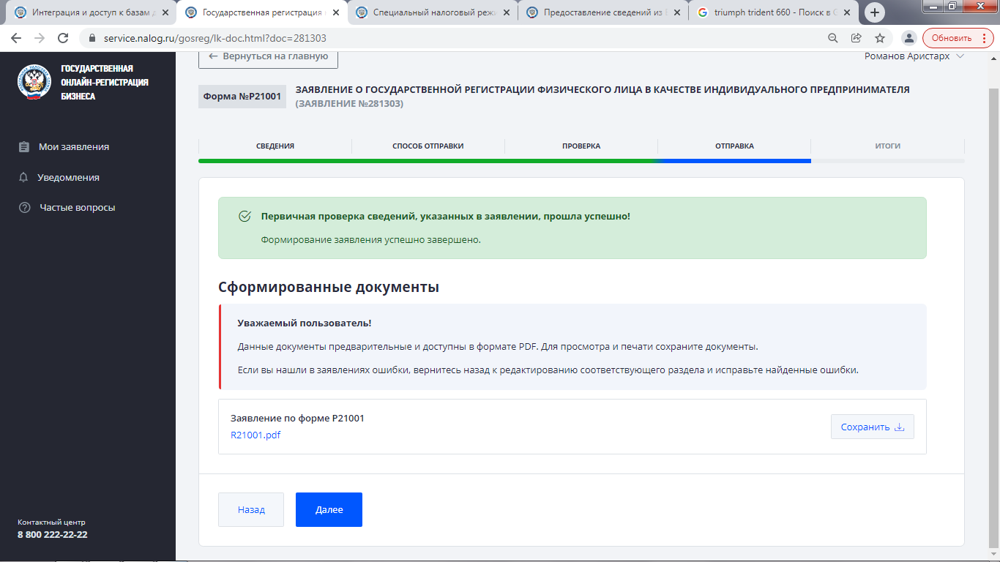 Интеграция и доступ к базам д
Государственная регистрация
Специальный налоговый режи
Предоставление сведений из Е
triumph trident 660 - Поиск в G
service.nalog.ru/gosreg/lk-doc.html?doc=281303
Обновить
ГОСУДАРСТВЕННАЯ
ОНЛАЙН-РЕГИСТРАЦИЯ
БИЗНЕСА
Мои заявления
Уведомления
Частые вопросы
Контактный центр
8 800 222-22-22
Вернуться на главную
Романов Аристарх
Форма №Р21001
ЗАЯВЛЕНИЕ О ГОСУДАРСТВЕННОЙ РЕГИСТРАЦИИ ФИЗИЧЕСКОГО ЛИЦА В КАЧЕСТВЕ ИНДИВИДУАЛЬНОГО ПРЕДПРИНИМАТЕЛЯ
(ЗАЯВЛЕНИЕ №281303)
СВЕДЕНИЯ
СПОСОБ ОТПРАВКИ
ПРОВЕРКА
ОТПРАВКА
ИТОГИ
Первичная проверка сведений, указанных в заявлении, прошла успешно!
Формирование заявления успешно завершено.
Сформированные документы
Уважаемый пользователь!
Данные документы предварительные и доступны в формате PDF. Для просмотра и печати сохраните документы.
Если вы нашли в заявлениях ошибки, вернитесь назад к редактированию соответствующего раздела и исправьте найденные ошибки.
Заявление по форме Р21001
R21001.pdf
Сохранить
Назад
Далее